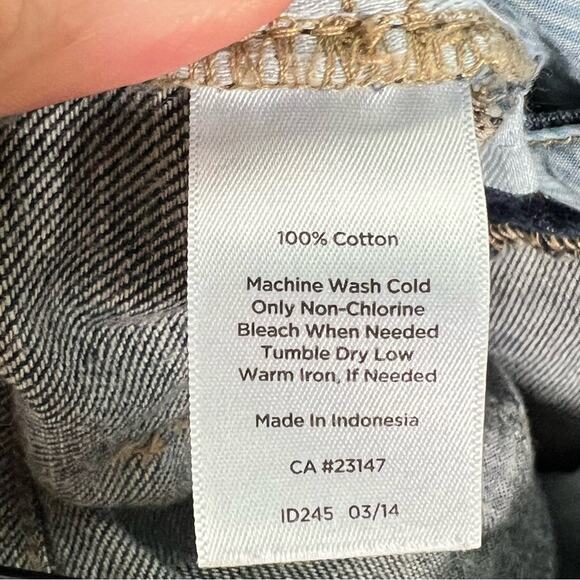 100% Cotton
Machine Wash Cold
Only Non-Chlorine
Bleach When Needed
Tumble Dry Low
Warm Iron, If Needed
Made In Indonesia
CA #23147
ID245 03/14